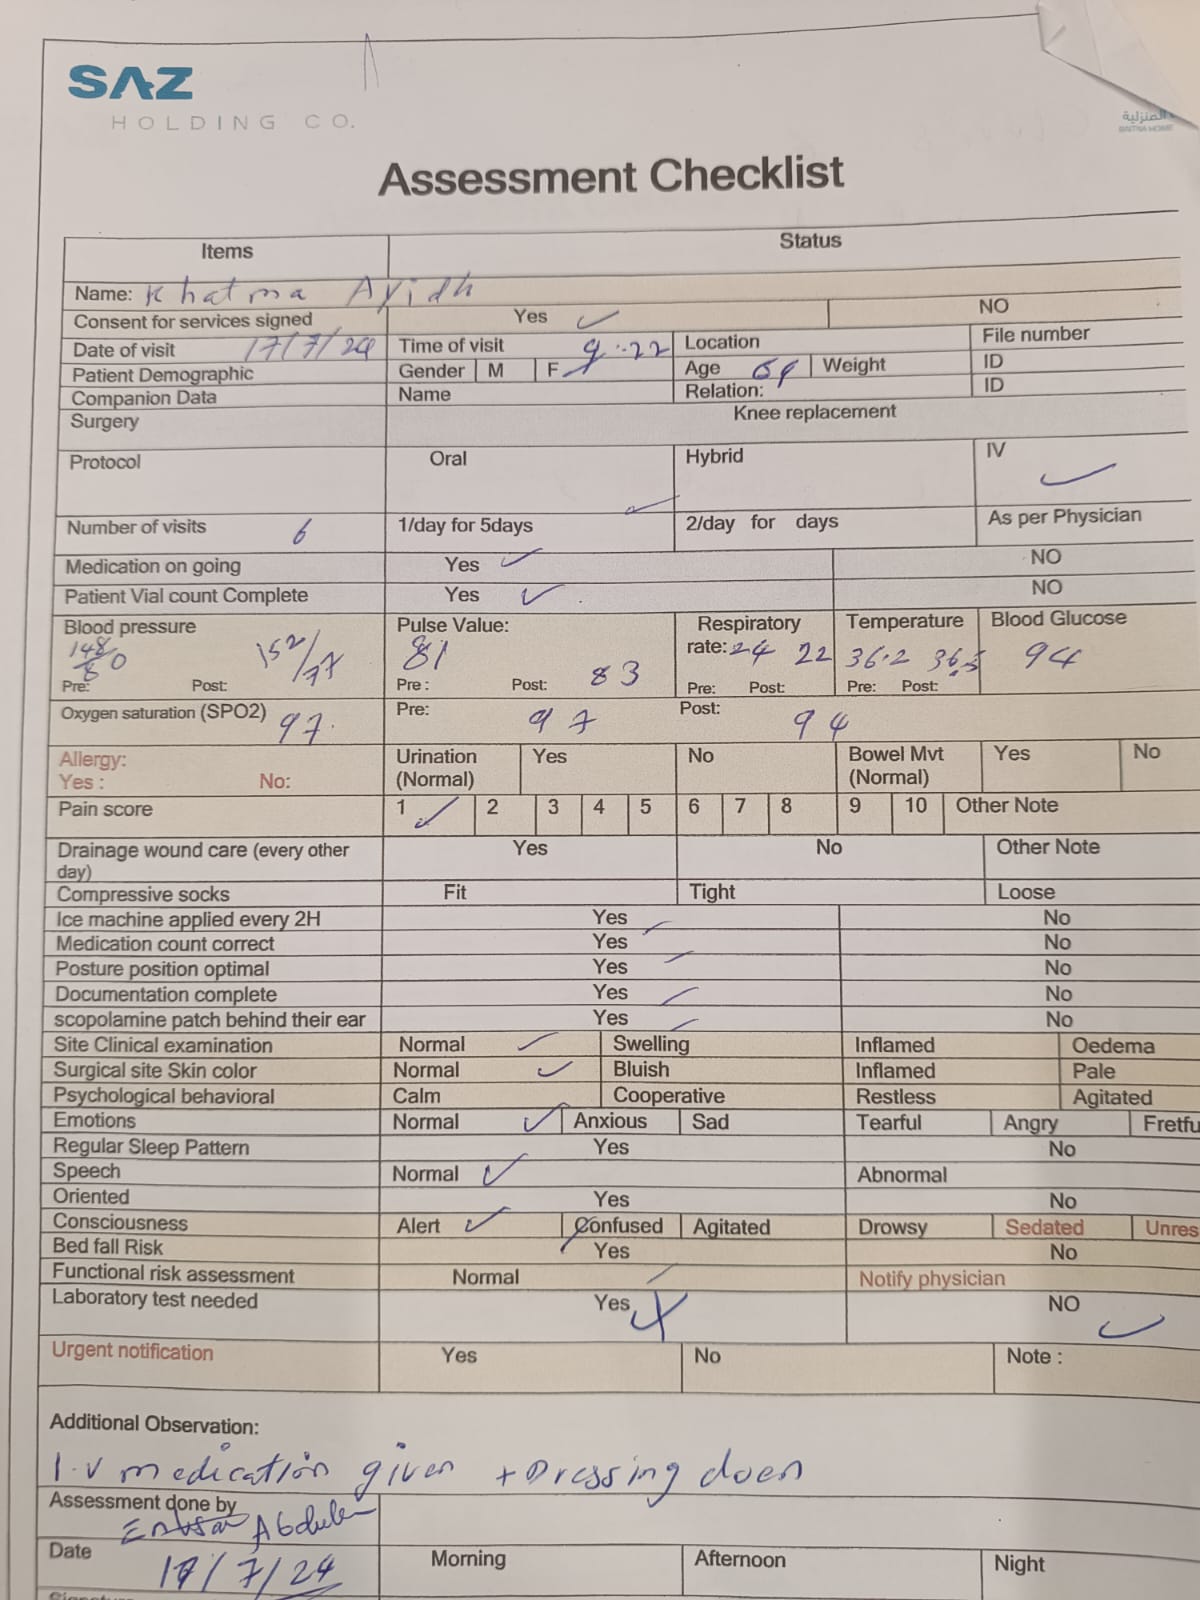 SAZ
HOLDING CO.
المنزلية
BAITNA HOME
Assessment Checklist
Items Status
Name: Khatma Ayidh
Consent for services signed Yes ✓ NO
Date of visit 17/7/24 Time of visit 9:22 Location File number
Patient Demographic Gender M F ✓ Age 69 Weight ID
Companion Data Name Relation: ID
Surgery Knee replacement
Protocol Oral Hybrid IV ✓
Number of visits 6 1/day for 5days ✓ 2/day for days As per Physician
Medication on going Yes ✓ NO
Patient Vial count Complete Yes ✓ NO
Blood pressure Pulse Value: Respiratory Temperature Blood Glucose
148/80 152/77 81 83 rate: 24 22 36.2 36.5 94
Pre: Post: Pre: Post: Pre: Post: Pre: Post:
Oxygen saturation (SPO2) 97 Pre: 97 Post: 94
Allergy: Urination Yes No Bowel Mvt Yes No
Yes : No: (Normal) (Normal)
Pain score 1 ✓ 2 3 4 5 6 7 8 9 10 Other Note
Drainage wound care (every other Yes No Other Note
day)
Compressive socks Fit Tight Loose
Ice machine applied every 2H Yes ✓ No
Medication count correct Yes ✓ No
Posture position optimal Yes No
Documentation complete Yes ✓ No
scopolamine patch behind their ear Yes ✓ No
Site Clinical examination Normal ✓ Swelling Inflamed Oedema
Surgical site Skin color Normal ✓ Bluish Inflamed Pale
Psychological behavioral Calm Cooperative Restless Agitated
Emotions Normal ✓ Anxious Sad Tearful Angry Fretfu
Regular Sleep Pattern Yes No
Speech Normal ✓ Abnormal
Oriented Yes No
Consciousness Alert ✓ Confused Agitated Drowsy Sedated Unres
Bed fall Risk Yes No
Functional risk assessment Normal ✓ Notify physician
Laboratory test needed Yes NO ✓
Urgent notification Yes No Note :
Additional Observation:
I.V medication given + Dressing doen
Assessment done by
Date 17/7/24 Morning Afternoon Night